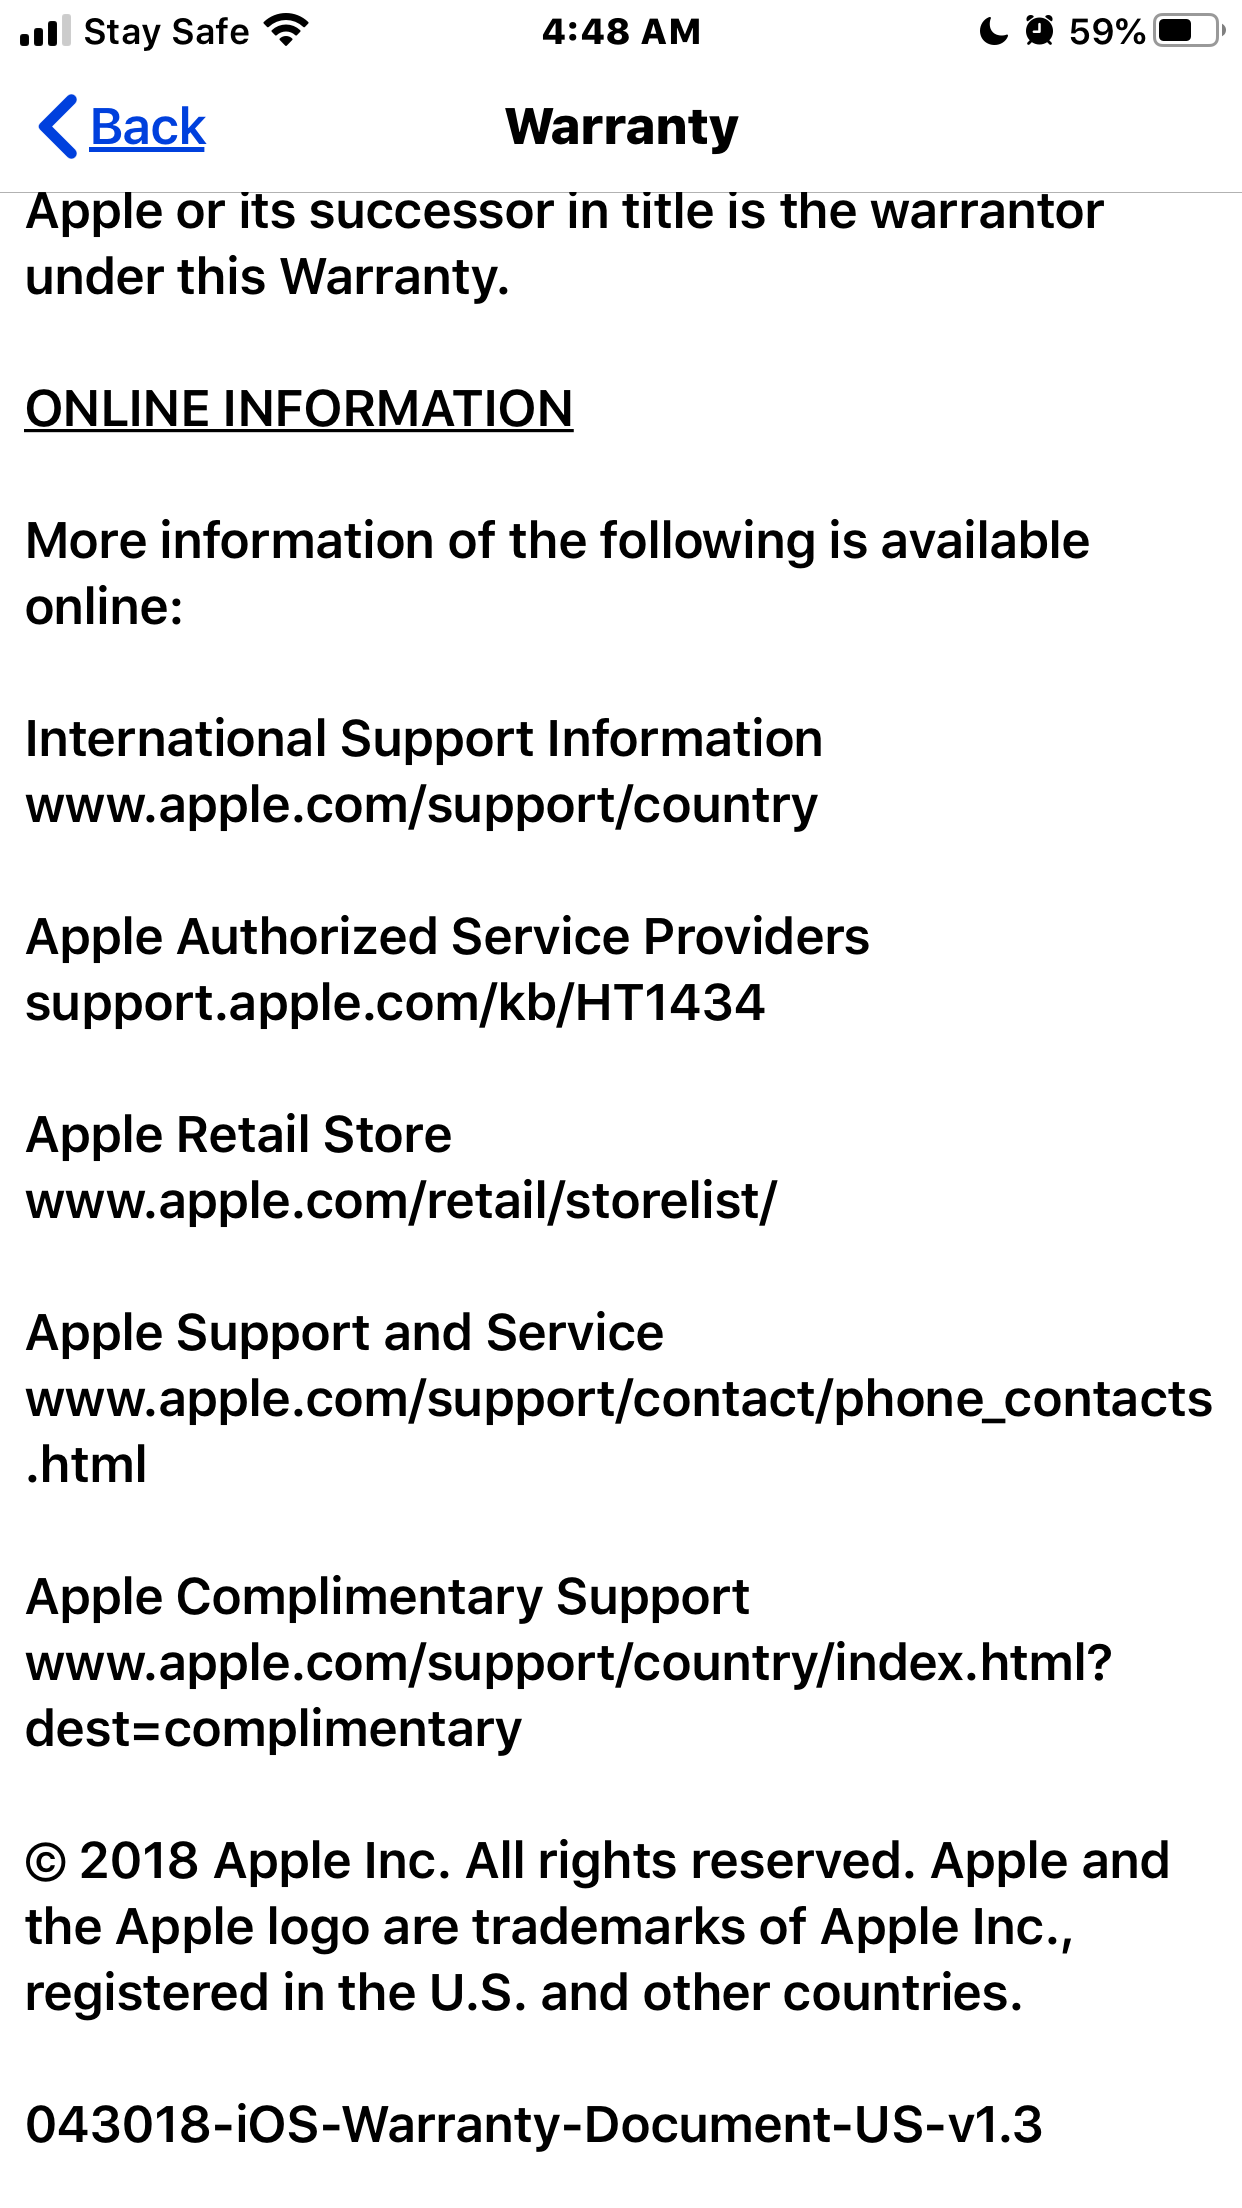 Stay Safe 4:48 AM 59%
Back Warranty
Apple or its successor in title is the warrantor
under this Warranty.
ONLINE INFORMATION
More information of the following is available
online:
International Support Information
www.apple.com/support/country
Apple Authorized Service Providers
support.apple.com/kb/HT1434
Apple Retail Store
www.apple.com/retail/storelist/
Apple Support and Service
www.apple.com/support/contact/phone_contacts
.html
Apple Complimentary Support
www.apple.com/support/country/index.html?
dest=complimentary
© 2018 Apple Inc. All rights reserved. Apple and
the Apple logo are trademarks of Apple Inc.,
registered in the U.S. and other countries.
043018-iOS-Warranty-Document-US-v1.3